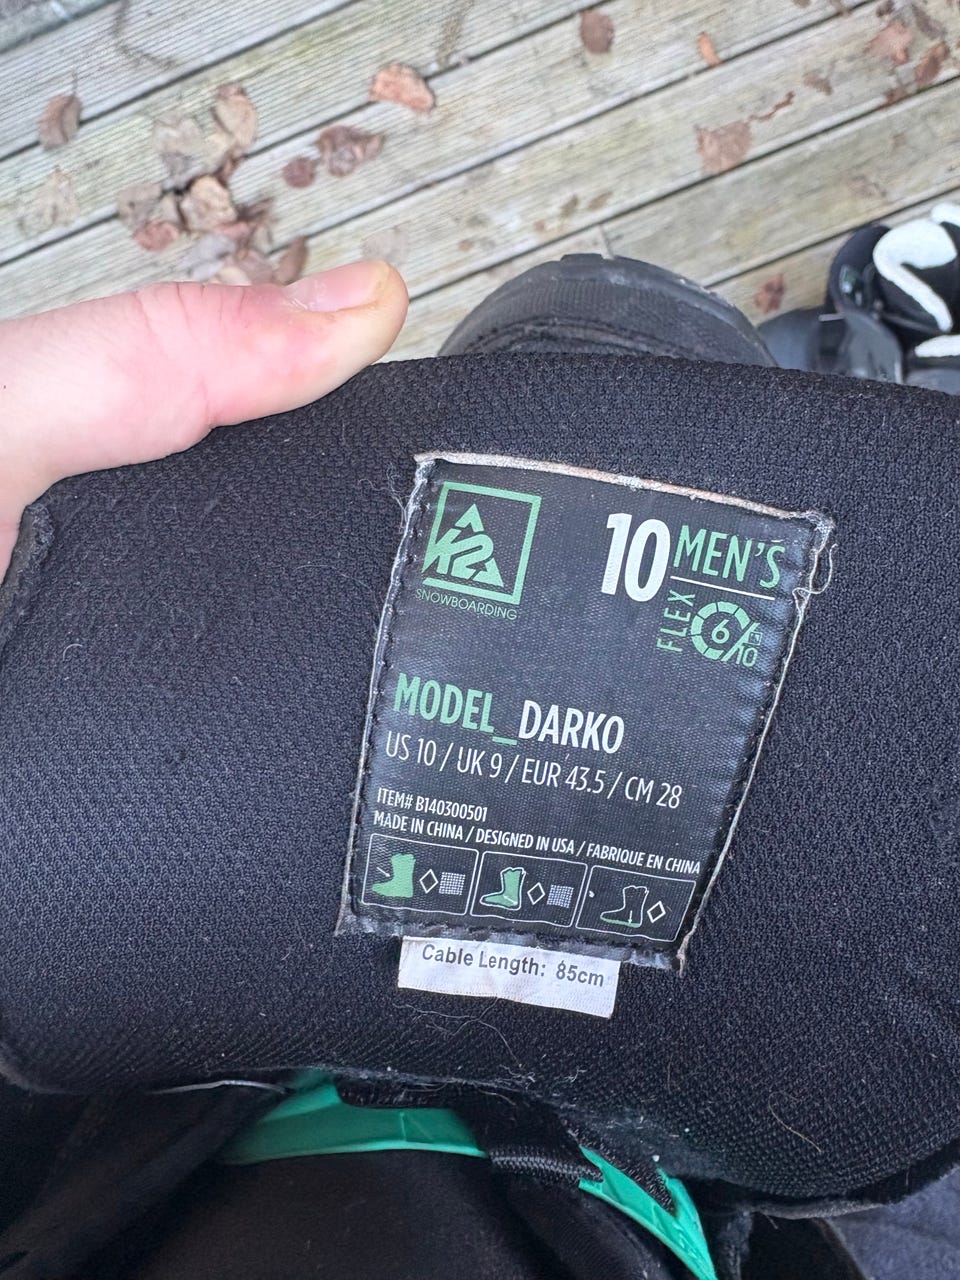 K2
SNOWBOARDING
10 MEN'S
FLEX 6/10
MODEL_DARKO
US 10 / UK 9 / EUR 43.5 / CM 28
ITEM# B140300501
MADE IN CHINA / DESIGNED IN USA / FABRIQUE EN CHINA
Cable Length: 85cm